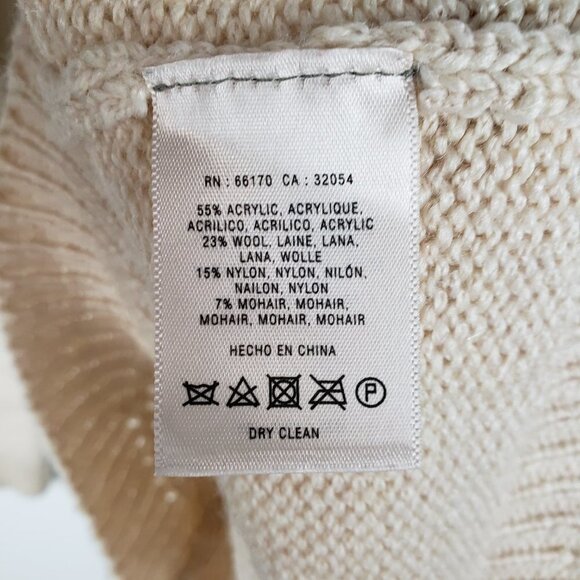 RN : 66170 CA : 32054
55% ACRYLIC, ACRYLIQUE,
ACRILICO, ACRILICO, ACRYLIC
23% WOOL, LAINE, LANA,
LANA, WOLLE
15% NYLON, NYLON, NILÓN,
NAILON, NYLON
7% MOHAIR, MOHAIR,
MOHAIR, MOHAIR, MOHAIR
HECHO EN CHINA
P
DRY CLEAN